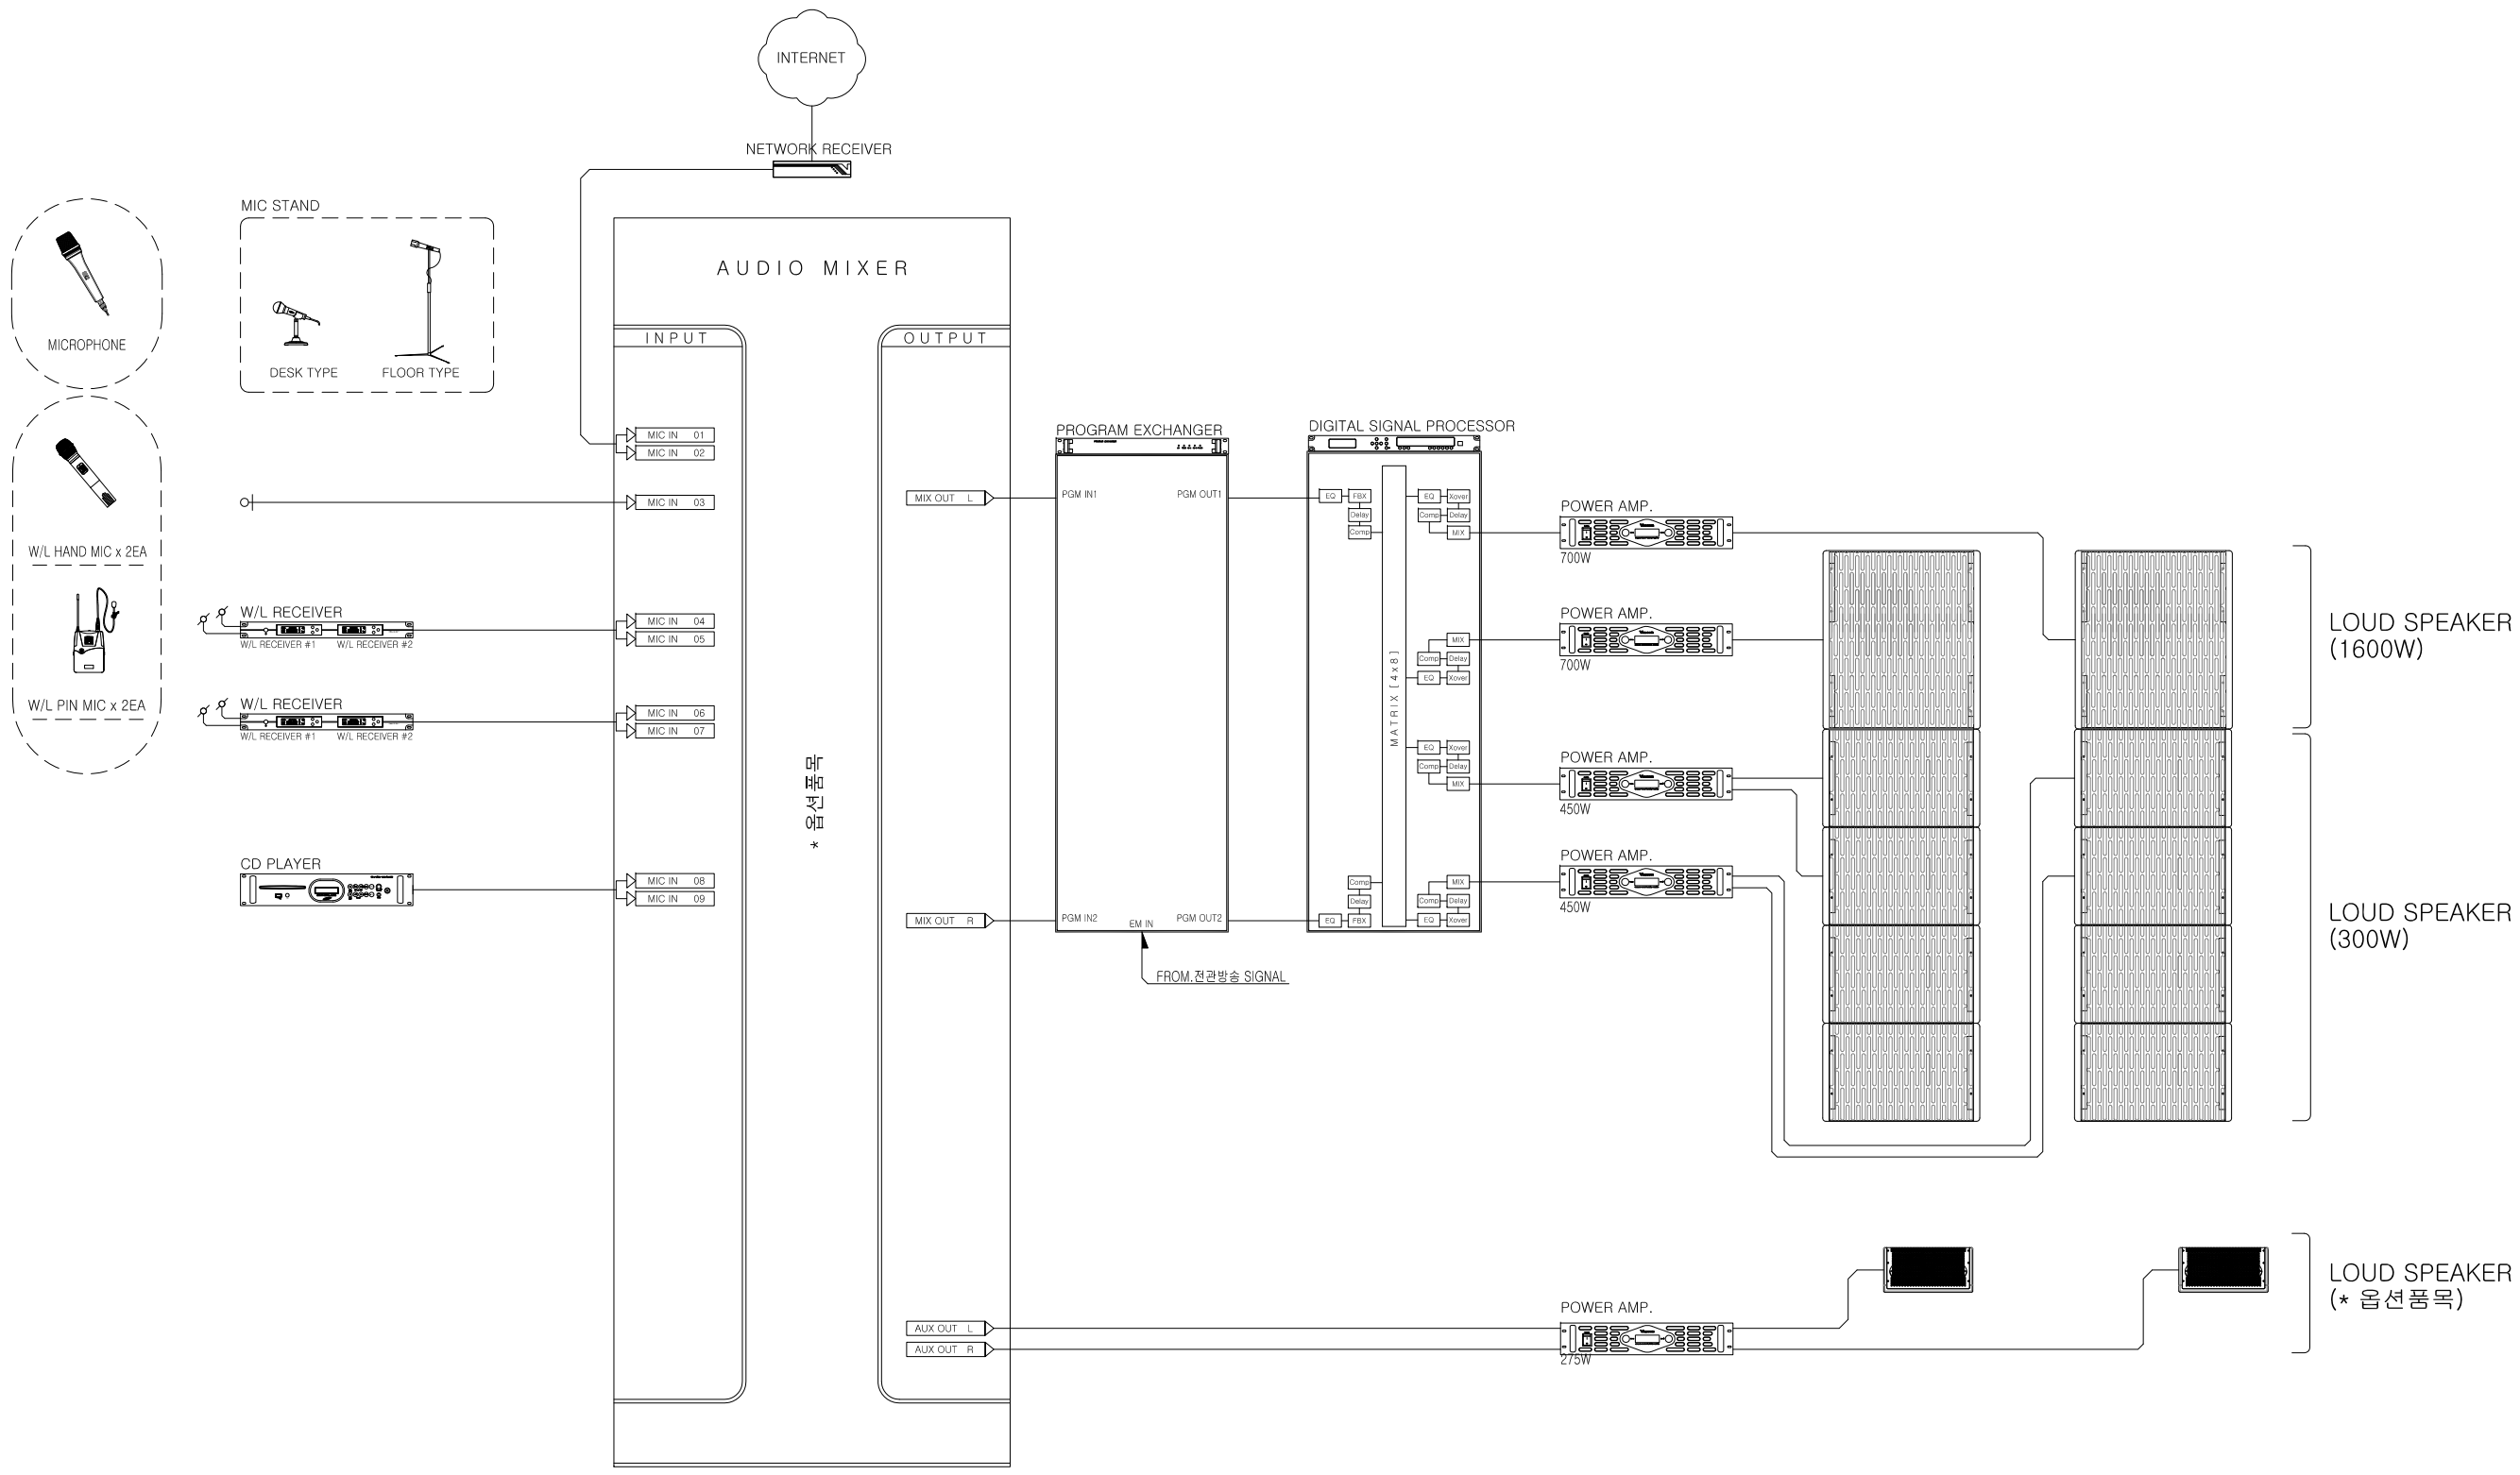 INTERNET
NETWORK RECEIVER
MIC STAND
DESK TYPE
FLOOR TYPE
MICROPHONE
W/L HAND MIC x 2EA
W/L PIN MIC x 2EA
W/L RECEIVER
W/L RECEIVER #1
W/L RECEIVER #2
W/L RECEIVER
W/L RECEIVER #1
W/L RECEIVER #2
CD PLAYER
AUDIO MIXER
INPUT
MIC IN 01
MIC IN 02
MIC IN 03
MIC IN 04
MIC IN 05
MIC IN 06
MIC IN 07
MIC IN 08
MIC IN 09
* 옵션품목
OUTPUT
MIX OUT L
MIX OUT R
AUX OUT L
AUX OUT R
PROGRAM EXCHANGER
PGM IN1
PGM OUT1
PGM IN2
EM IN
PGM OUT2
FROM.전관방송 SIGNAL
DIGITAL SIGNAL PROCESSOR
EQ
FBX
Delay
Comp
Comp
Delay
EQ
FBX
MATRIX [4x8]
EQ
Xover
Comp
Delay
MIX
MIX
Comp
Delay
EQ
Xover
EQ
Xover
Comp
Delay
MIX
MIX
Comp
Delay
EQ
Xover
POWER AMP.
700W
POWER AMP.
700W
POWER AMP.
450W
POWER AMP.
450W
POWER AMP.
275W
LOUD SPEAKER
(1600W)
LOUD SPEAKER
(300W)
LOUD SPEAKER
(* 옵션품목)